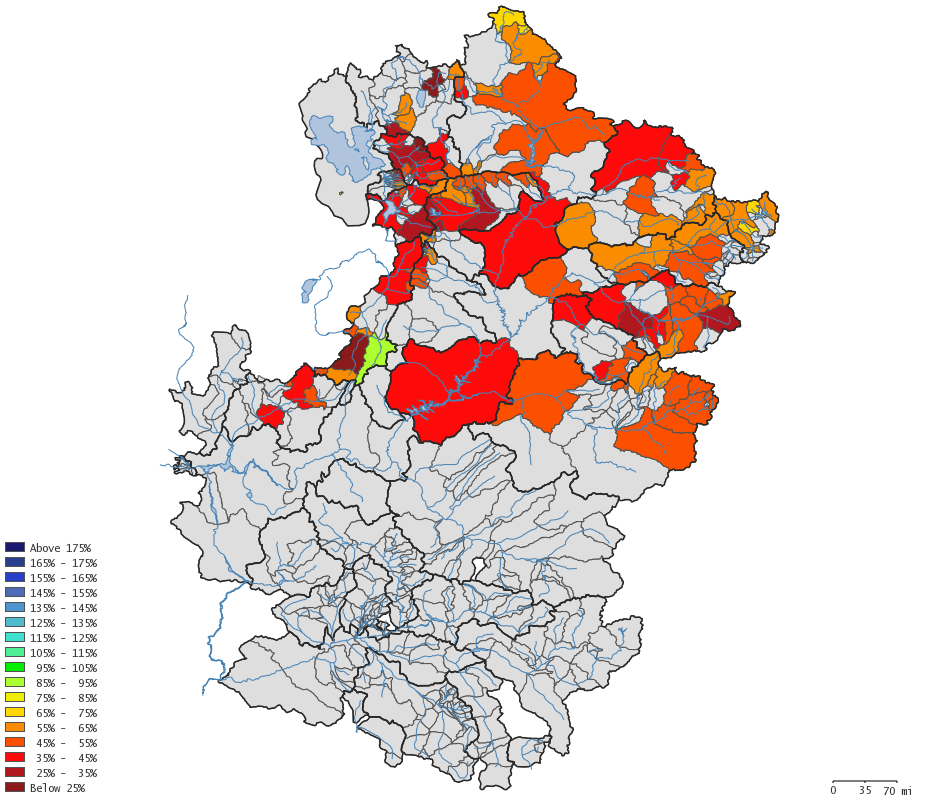 Above 175%
165% - 175%
155% - 165%
145% - 155%
135% - 145%
125% - 135%
115% - 125%
105% - 115%
95% - 105%
85% - 95%
75% - 85%
65% - 75%
55% - 65%
45% - 55%
35% - 45%
25% - 35%
Below 25%
0 35 70 mi